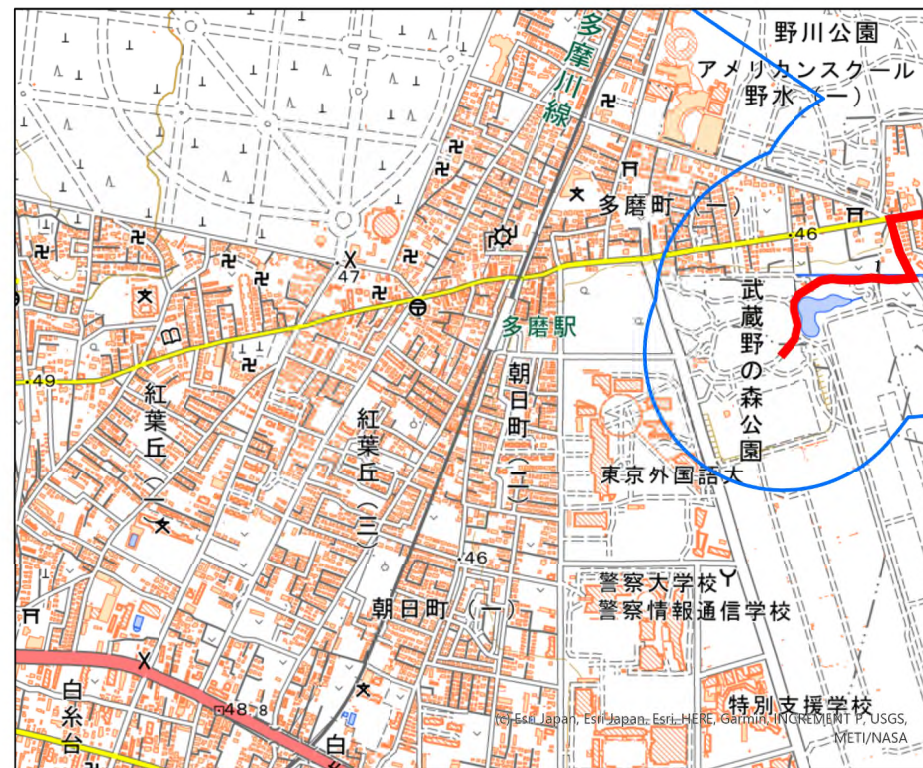 多摩川線
野川公園
アメリカンスクール
野水(一)
多磨町(一)
46
47
1
多磨駅
武蔵野の森公園
49
紅葉丘(一)
紅葉丘(三)
朝日町(二)
東京外国語大
46
警察大学校
警察情報通信学校
朝日町(一)
白糸台
48
8
特別支援学校
白糸
(c) Esri Japan, Esri Japan, Esri, HERE, Garmin, INCREMENT P, USGS,
METI/NASA